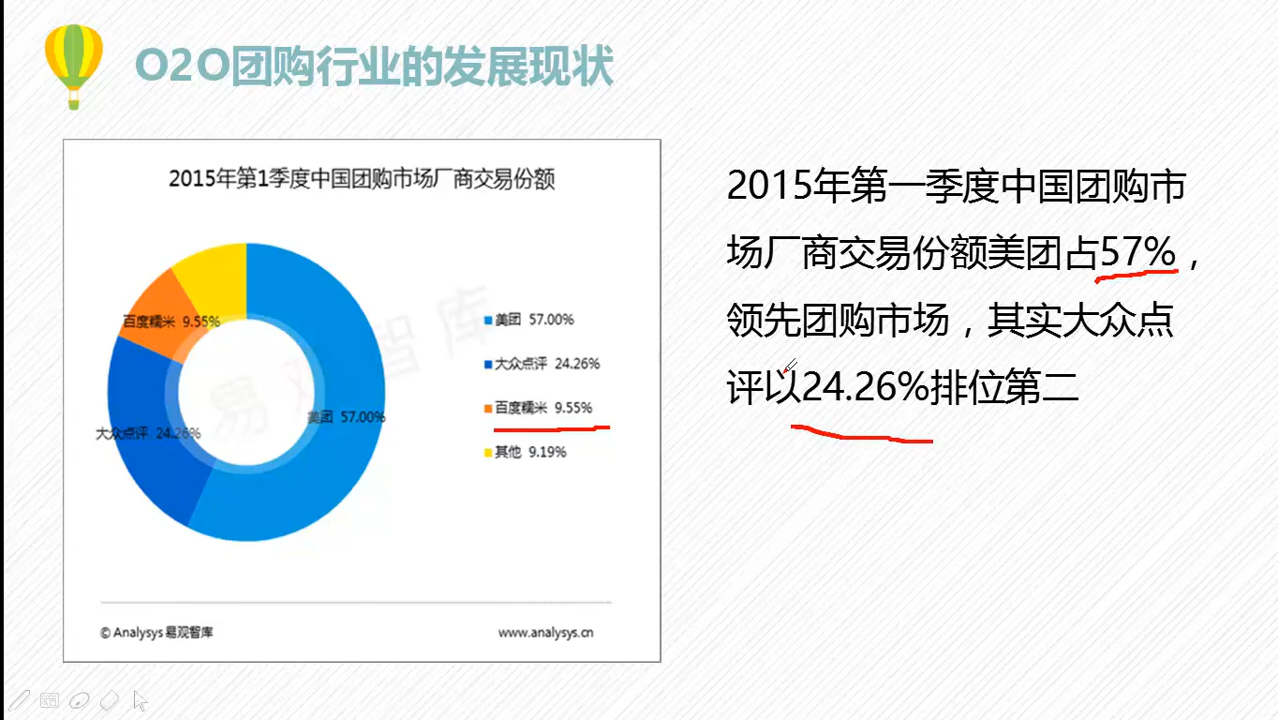 O2O团购行业的发展现状
2015年第1季度中国团购市场厂商交易份额
百度糯米 9.55%
大众点评 24.26%
美团 57.00%
美团 57.00%
大众点评 24.26%
百度糯米 9.55%
其他 9.19%
易观智库
© Analysys 易观智库
www.analysys.cn
2015年第一季度中国团购市
场厂商交易份额美团占57%，
领先团购市场，其实大众点
评以24.26%排位第二